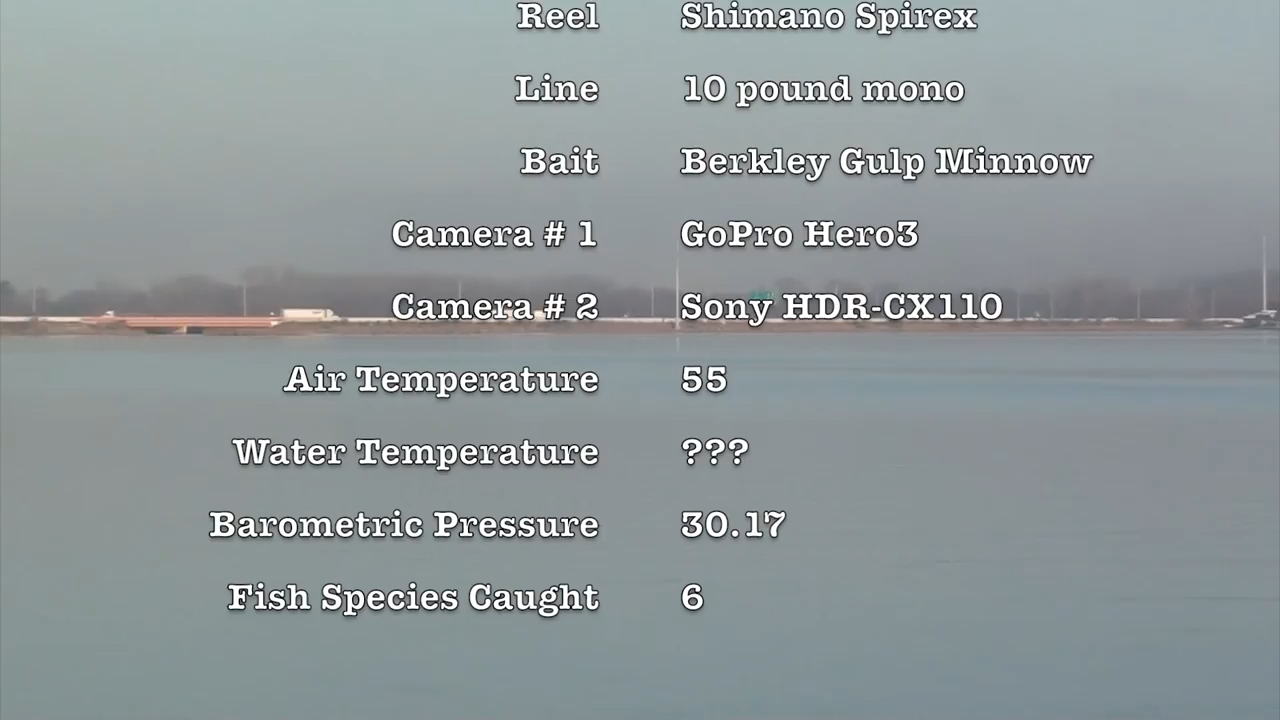 Reel Shimano Spirex
Line 10 pound mono
Bait Berkley Gulp Minnow
Camera # 1 GoPro Hero3
Camera # 2 Sony HDR-CX110
Air Temperature 55
Water Temperature ???
Barometric Pressure 30.17
Fish Species Caught 6